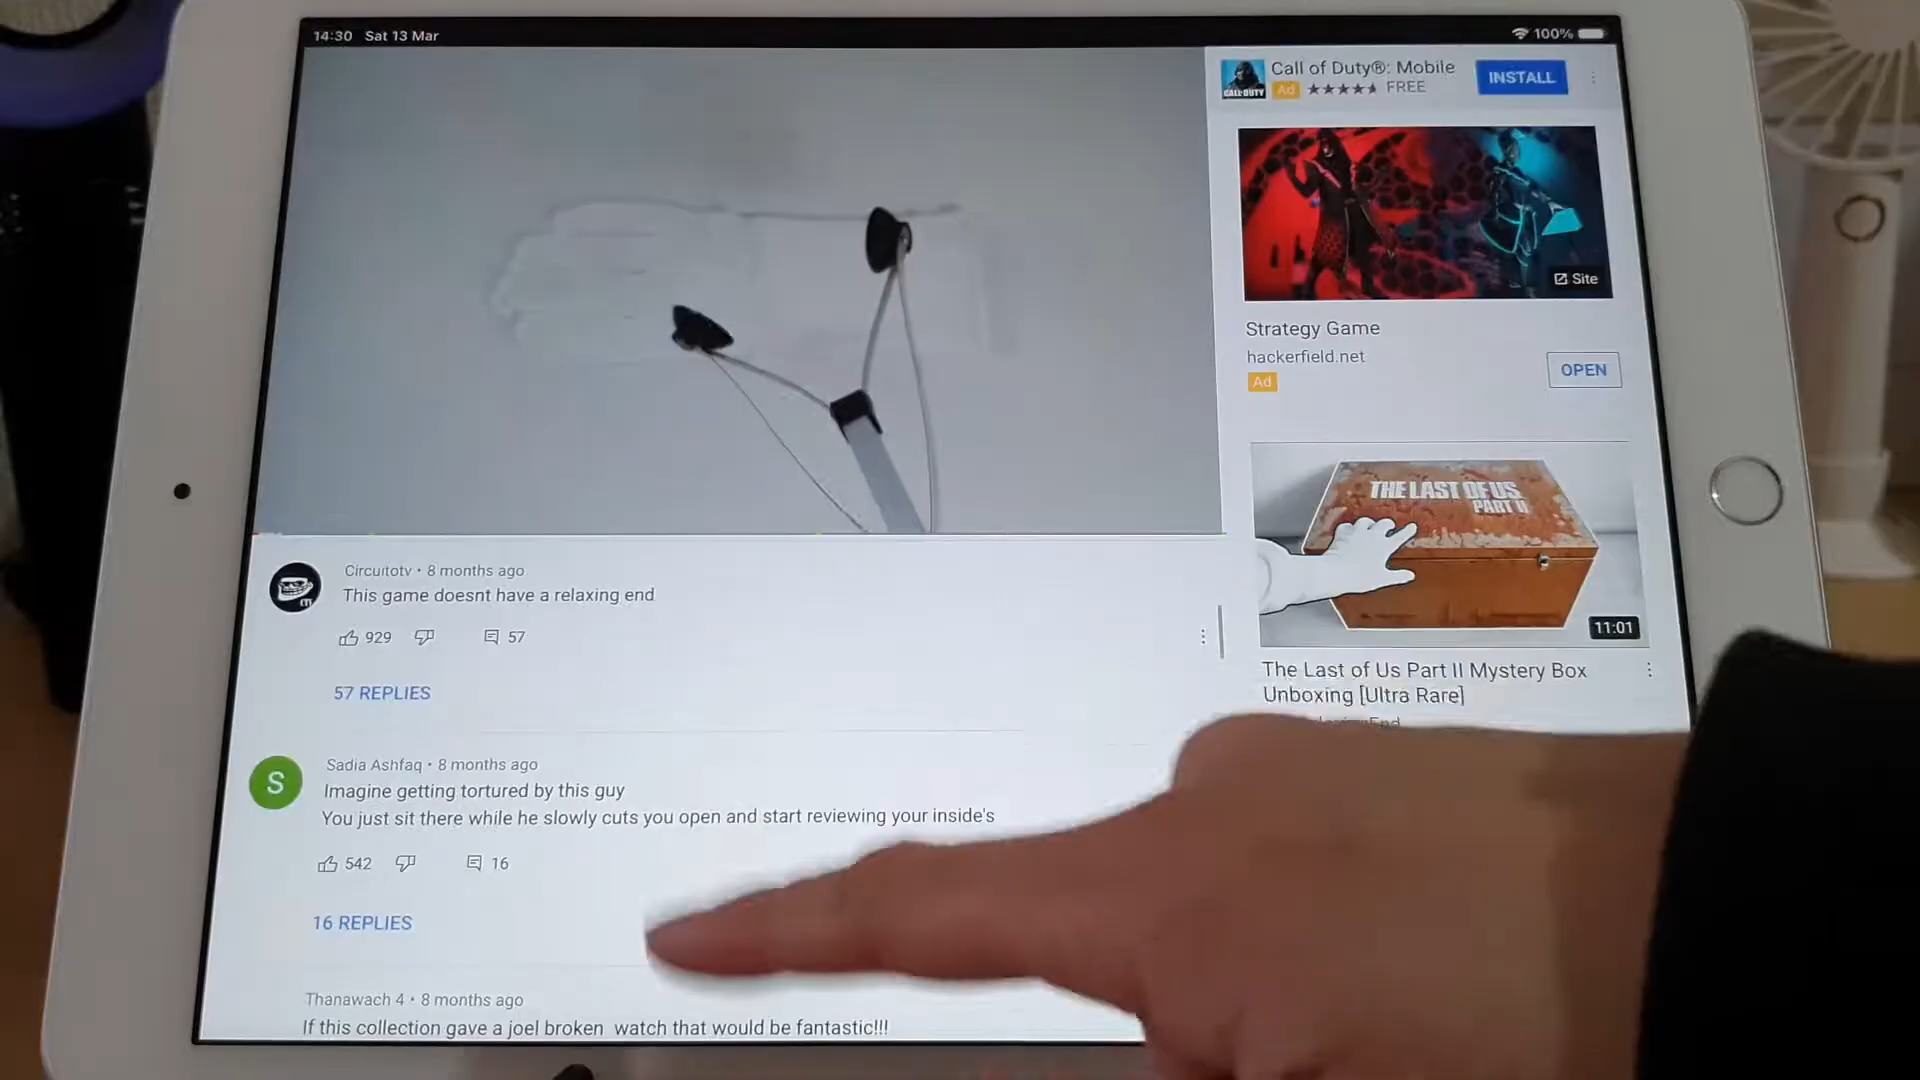 14:30 Sat 13 Mar
100%
Call of Duty®: Mobile
Ad ★★★★★ FREE
INSTALL
CALL OF DUTY
Site
Strategy Game
hackerfield.net
Ad
OPEN
THE LAST OF US
PART II
11:01
The Last of Us Part II Mystery Box
Unboxing [Ultra Rare]
Circuitotv • 8 months ago
This game doesnt have a relaxing end
929 57
57 REPLIES
S
Sadia Ashfaq • 8 months ago
Imagine getting tortured by this guy
You just sit there while he slowly cuts you open and start reviewing your inside's
542 16
16 REPLIES
Thanawach 4 • 8 months ago
If this collection gave a joel broken watch that would be fantastic!!!